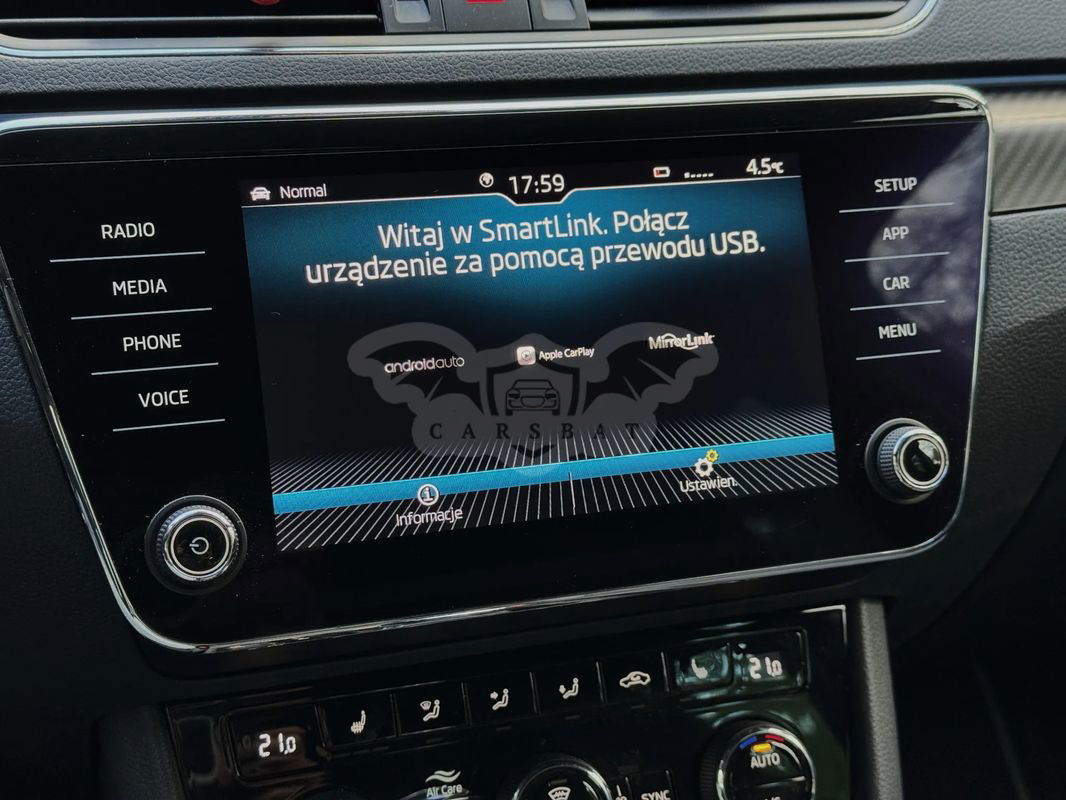 Normal
17:59
4.5°C
Witaj w SmartLink. Połącz
urządzenie za pomocą przewodu USB.
androidauto
Apple CarPlay
MirrorLink
CARSBAT
Informacje
Ustawien.
RADIO
MEDIA
PHONE
VOICE
SETUP
APP
CAR
MENU
21.0
21.0
Air Care
SYNC
AUTO